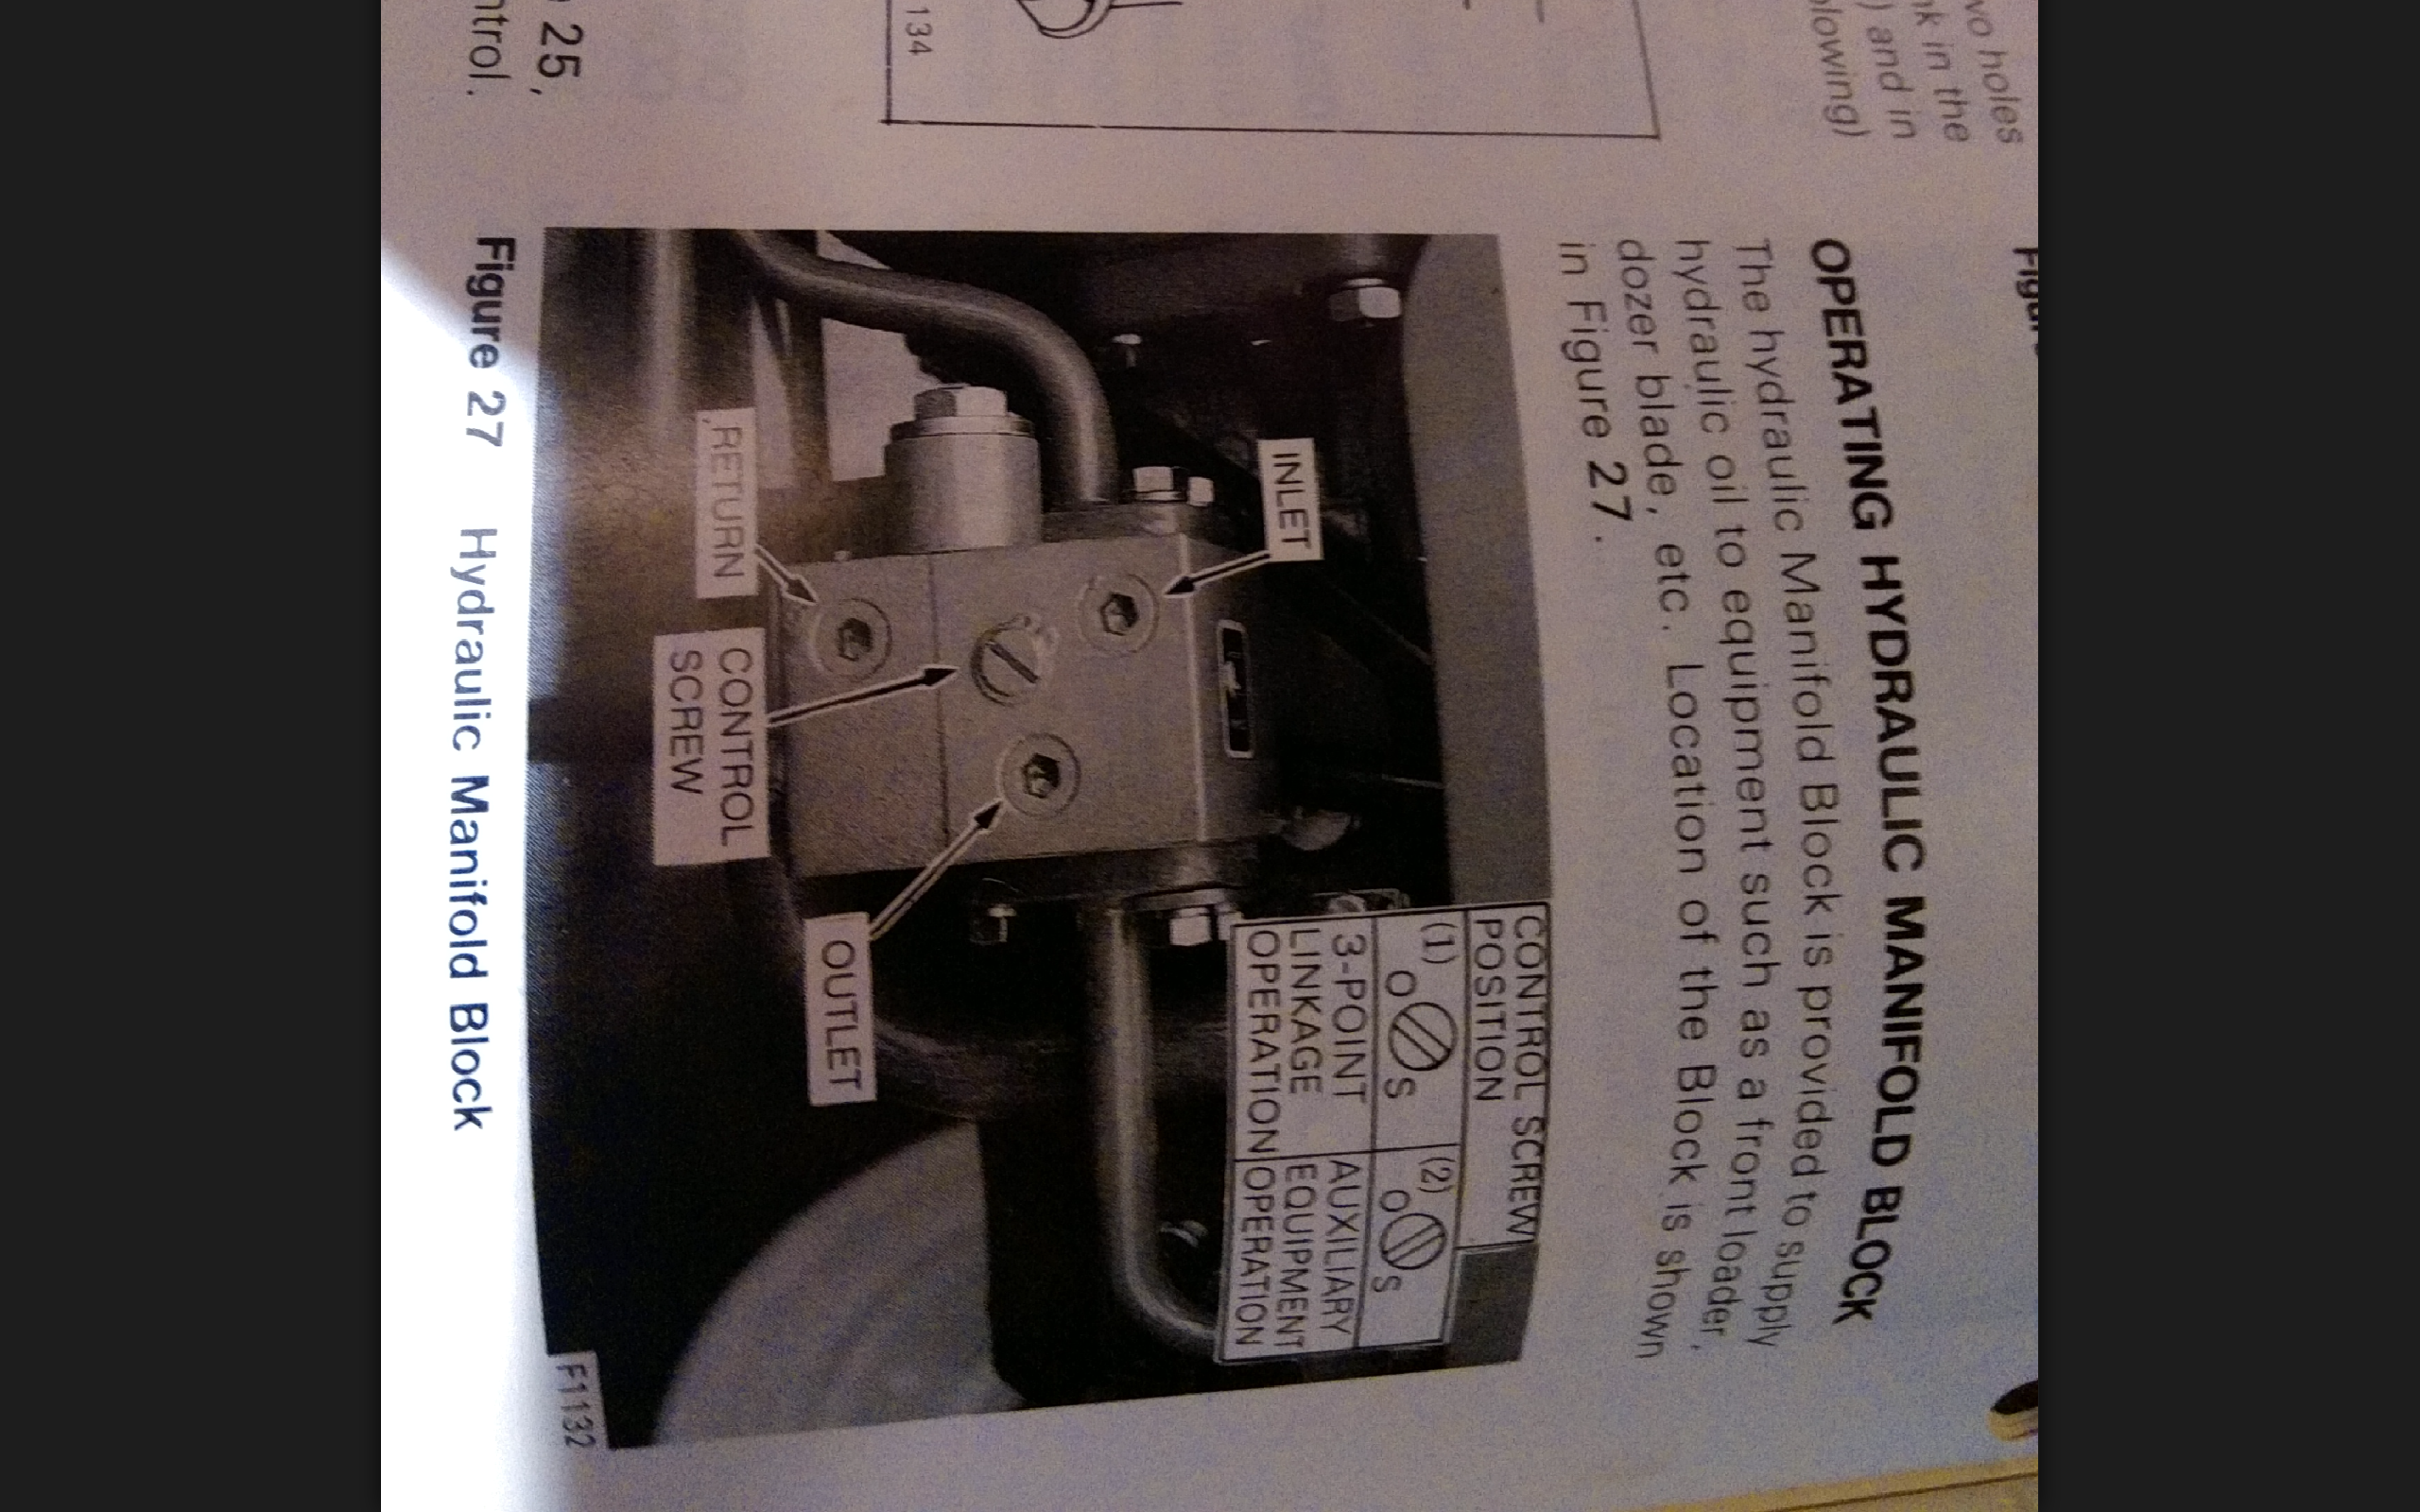 134
25,
ntrol.
wo holes
nk in the
) and in
lowing)
OPERATING HYDRAULIC MANIFOLD BLOCK
The hydraulic Manifold Block is provided to supply
hydraulic oil to equipment such as a front loader,
dozer blade, etc. Location of the Block is shown
in Figure 27.
CONTROL SCREW
POSITION
(1) (2)
O S O S
3-POINT AUXILIARY
LINKAGE EQUIPMENT
OPERATION OPERATION
INLET
RETURN
CONTROL
SCREW
OUTLET
F1132
Figure 27 Hydraulic Manifold Block